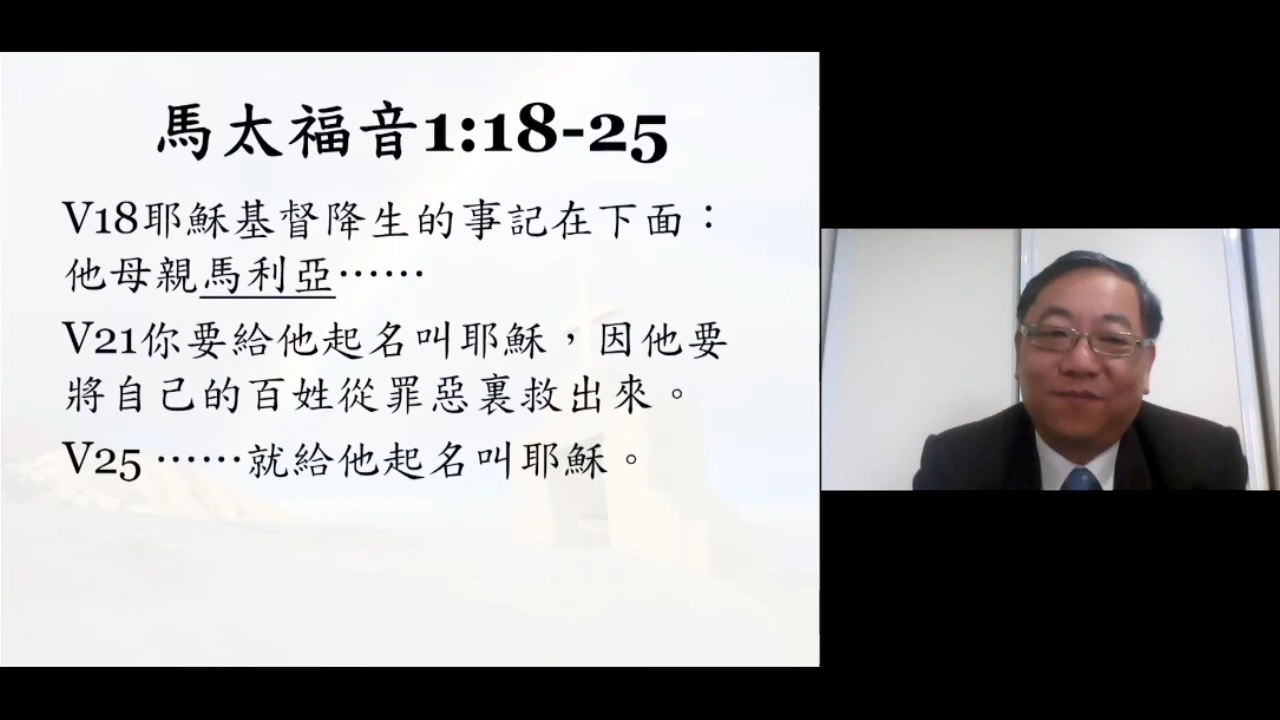 馬太福音1:18-25
V18耶穌基督降生的事記在下面：
他母親馬利亞……
V21你要給他起名叫耶穌，因他要
將自己的百姓從罪惡裏救出來。
V25 ……就給他起名叫耶穌。